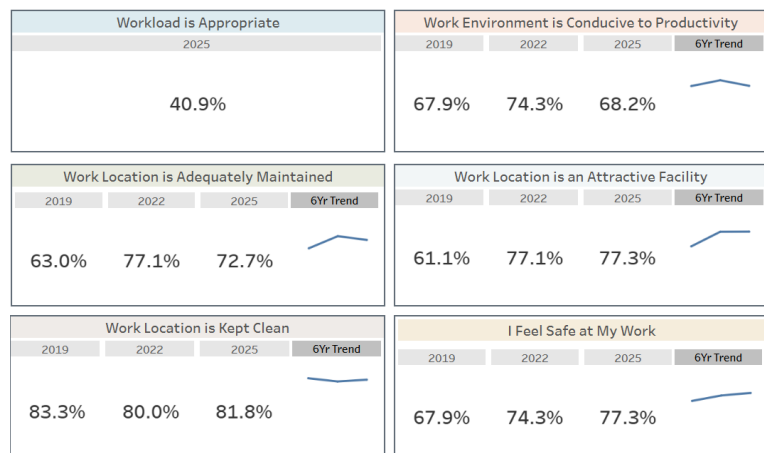 Workload is Appropriate
2025
40.9%
Work Environment is Conducive to Productivity
2019 2022 2025 6Yr Trend
67.9% 74.3% 68.2%
Work Location is Adequately Maintained
2019 2022 2025 6Yr Trend
63.0% 77.1% 72.7%
Work Location is an Attractive Facility
2019 2022 2025 6Yr Trend
61.1% 77.1% 77.3%
Work Location is Kept Clean
2019 2022 2025 6Yr Trend
83.3% 80.0% 81.8%
I Feel Safe at My Work
2019 2022 2025 6Yr Trend
67.9% 74.3% 77.3%